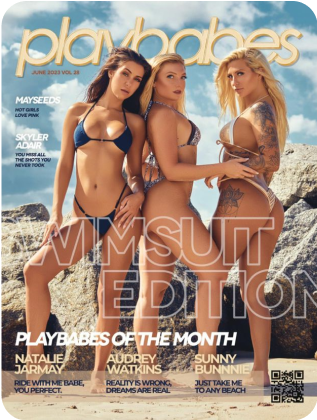 playbabes
JUNE 2023 VOL 28
MAYSEEDS
HOT GIRLS
LOVE PINK
SKYLER
ADAIR
YOU MISS ALL
THE SHOTS YOU
NEVER TOOK
SWIMSUIT
EDITION
PLAYBABES OF THE MONTH
NATALIE
JARMAY
RIDE WITH ME BABE,
YOU PERFECT.
AUDREY
WATKINS
REALITY IS WRONG,
DREAMS ARE REAL
SUNNY
BUNNNIE
JUST TAKE ME
TO ANY BEACH